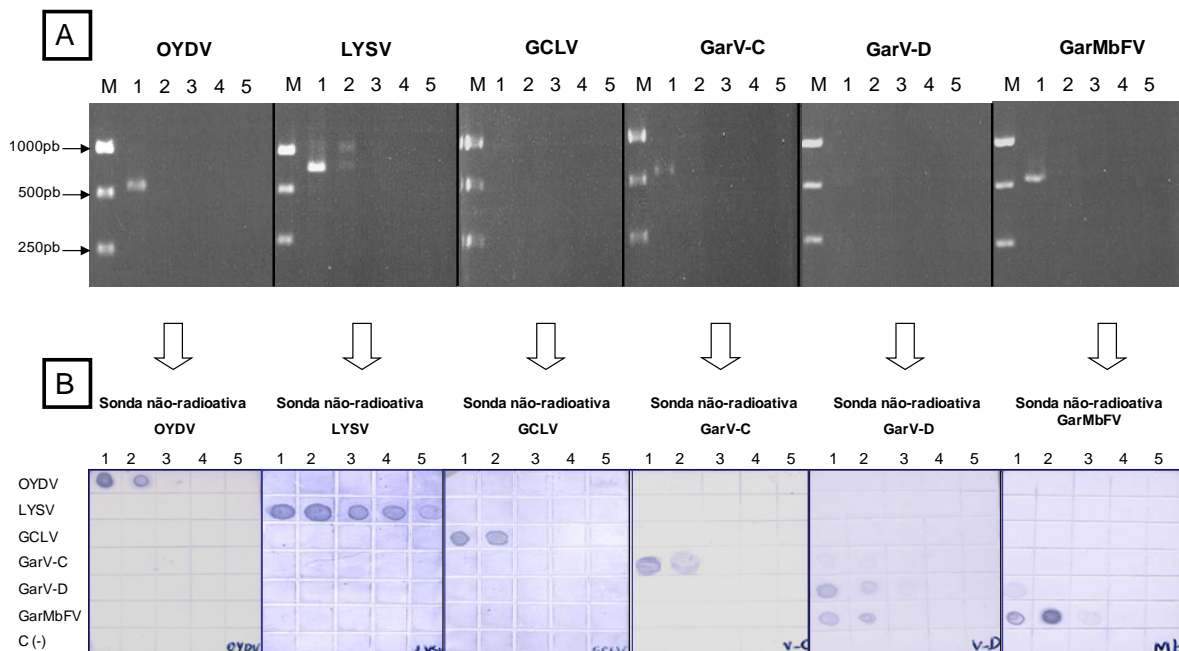 A
OYDV LYSV GCLV GarV-C GarV-D GarMbFV
M 1 2 3 4 5 M 1 2 3 4 5 M 1 2 3 4 5 M 1 2 3 4 5 M 1 2 3 4 5 M 1 2 3 4 5
1000pb
500pb
250pb
B
Sonda não-radioativa Sonda não-radioativa Sonda não-radioativa Sonda não-radioativa Sonda não-radioativa Sonda não-radioativa
OYDV LYSV GCLV GarV-C GarV-D GarMbFV
1 2 3 4 5 1 2 3 4 5 1 2 3 4 5 1 2 3 4 5 1 2 3 4 5 1 2 3 4 5
OYDV
LYSV
GCLV
GarV-C
GarV-D
GarMbFV
C (-)
OYDV GCLV V-C V-D